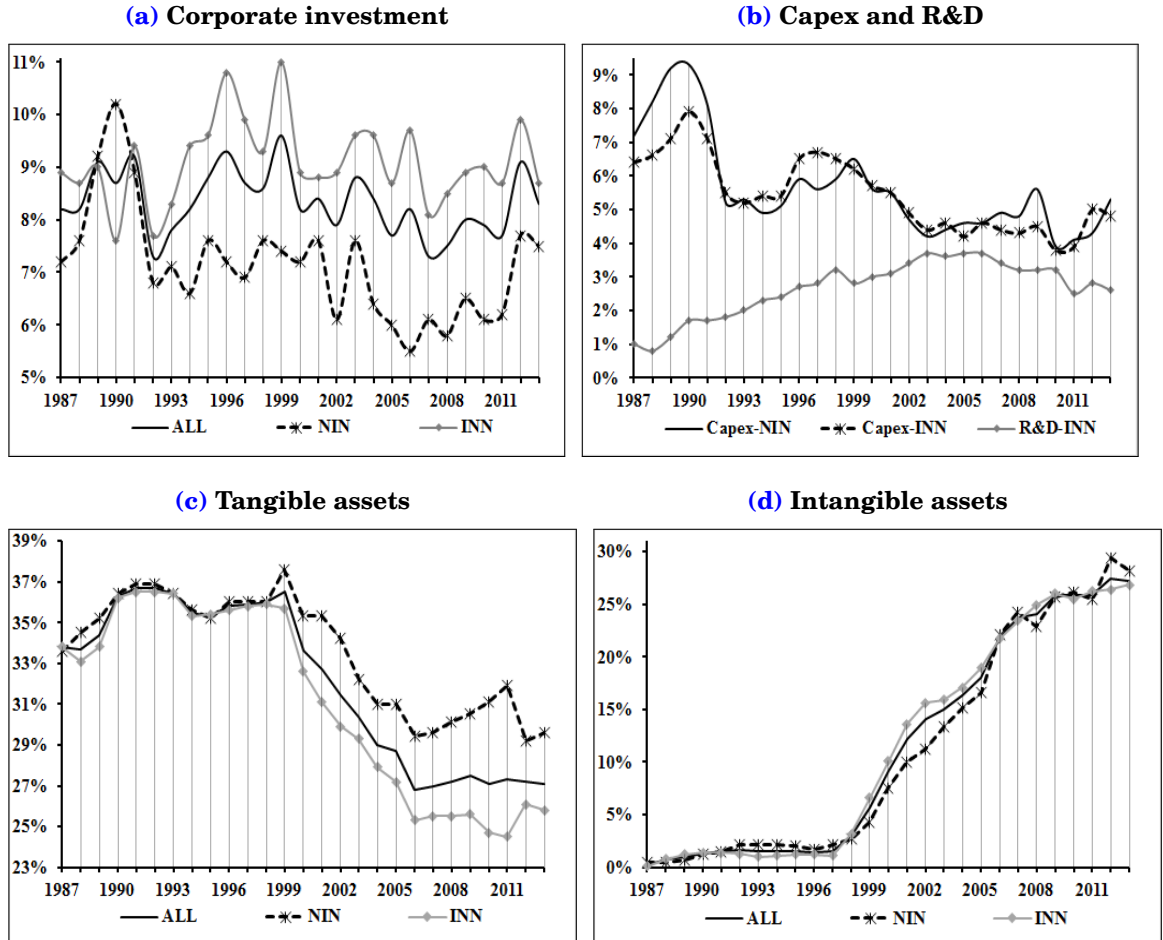 (a) Corporate investment
11%
10%
9%
8%
7%
6%
5%
1987 1990 1993 1996 1999 2002 2005 2008 2011
ALL NIN INN
(b) Capex and R&D
9%
8%
7%
6%
5%
4%
3%
2%
1%
0%
1987 1990 1993 1996 1999 2002 2005 2008 2011
Capex-NIN Capex-INN R&D-INN
(c) Tangible assets
39%
37%
35%
33%
31%
29%
27%
25%
23%
1987 1990 1993 1996 1999 2002 2005 2008 2011
ALL NIN INN
(d) Intangible assets
30%
25%
20%
15%
10%
5%
0%
1987 1990 1993 1996 1999 2002 2005 2008 2011
ALL NIN INN